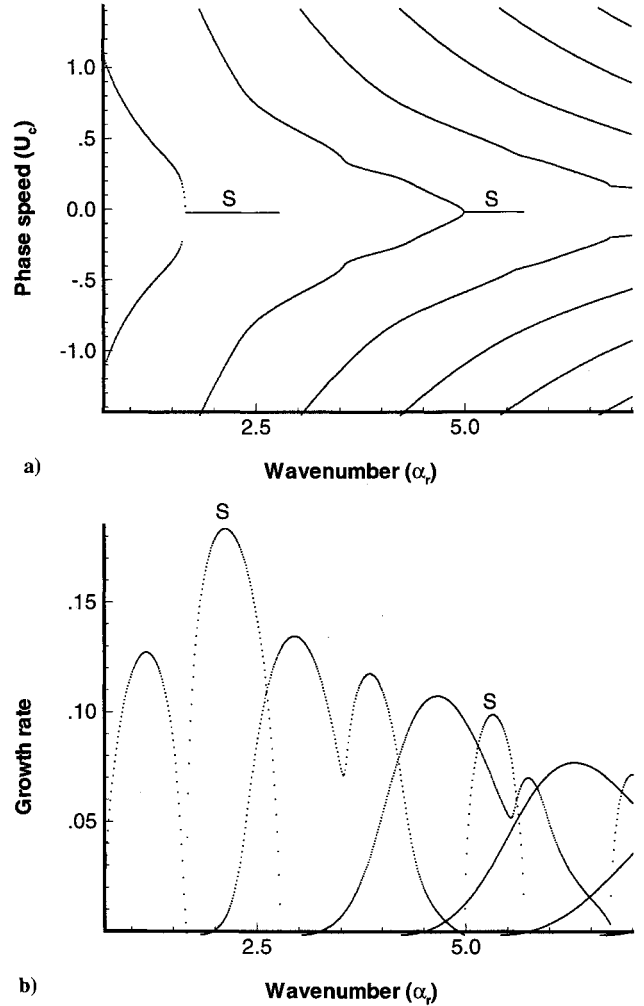 1.0
.5
0.0
-.5
-1.0
Phase speed (U_c)
S
S
2.5
5.0
a)
Wavenumber (α_r)
S
.15
.10
.05
Growth rate
S
2.5
5.0
b)
Wavenumber (α_r)